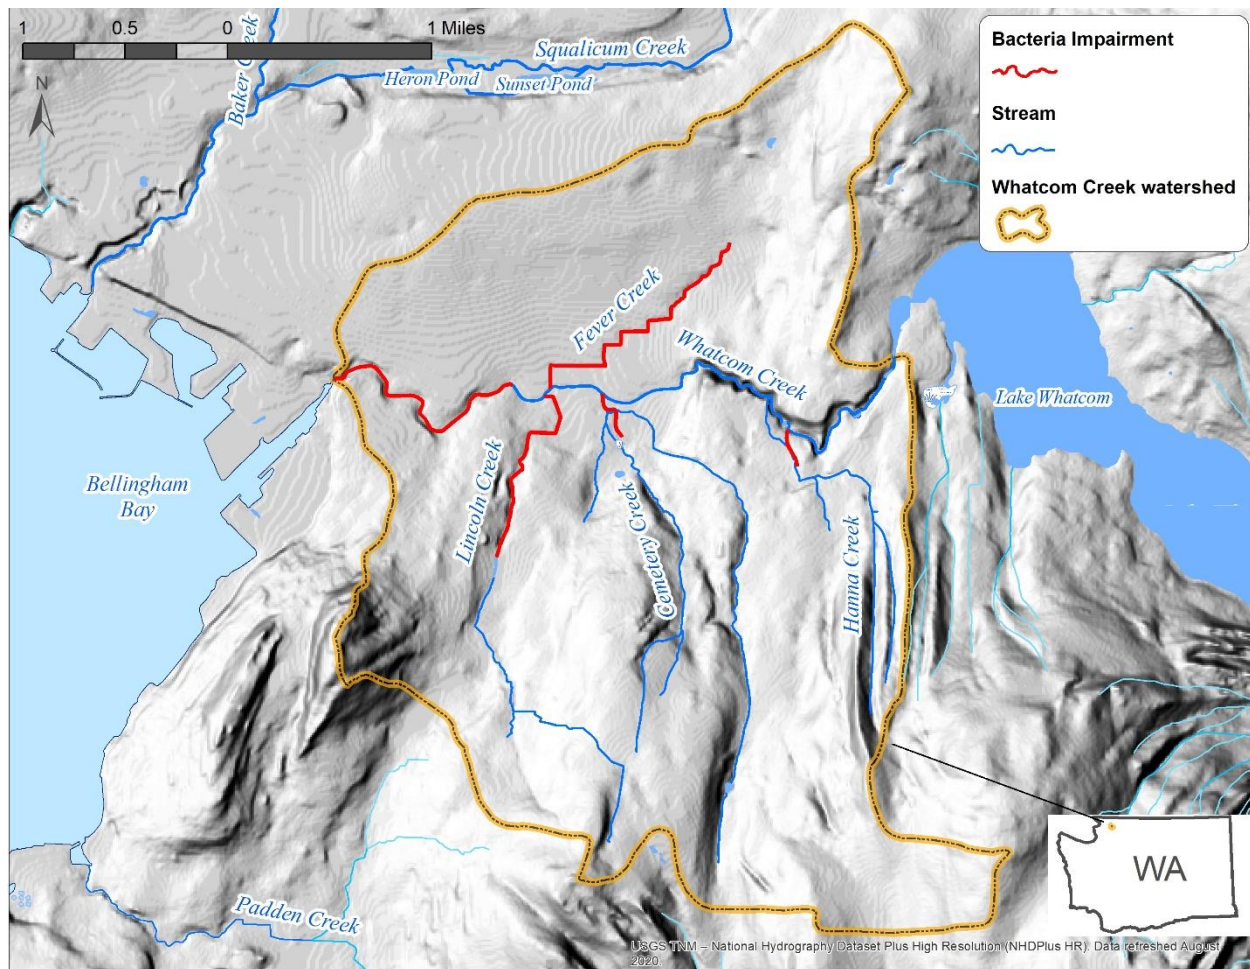 1 0.5 0 1 Miles
N
Baker Creek
Squalicum Creek
Heron Pond
Sunset Pond
Bacteria Impairment
Stream
Whatcom Creek watershed
Fever Creek
Whatcom Creek
Lake Whatcom
Bellingham
Bay
Lincoln Creek
Cemetery Creek
Hanna Creek
WA
Padden Creek
USGS TNM – National Hydrography Dataset Plus High Resolution (NHDPlus HR). Data refreshed August
2020.